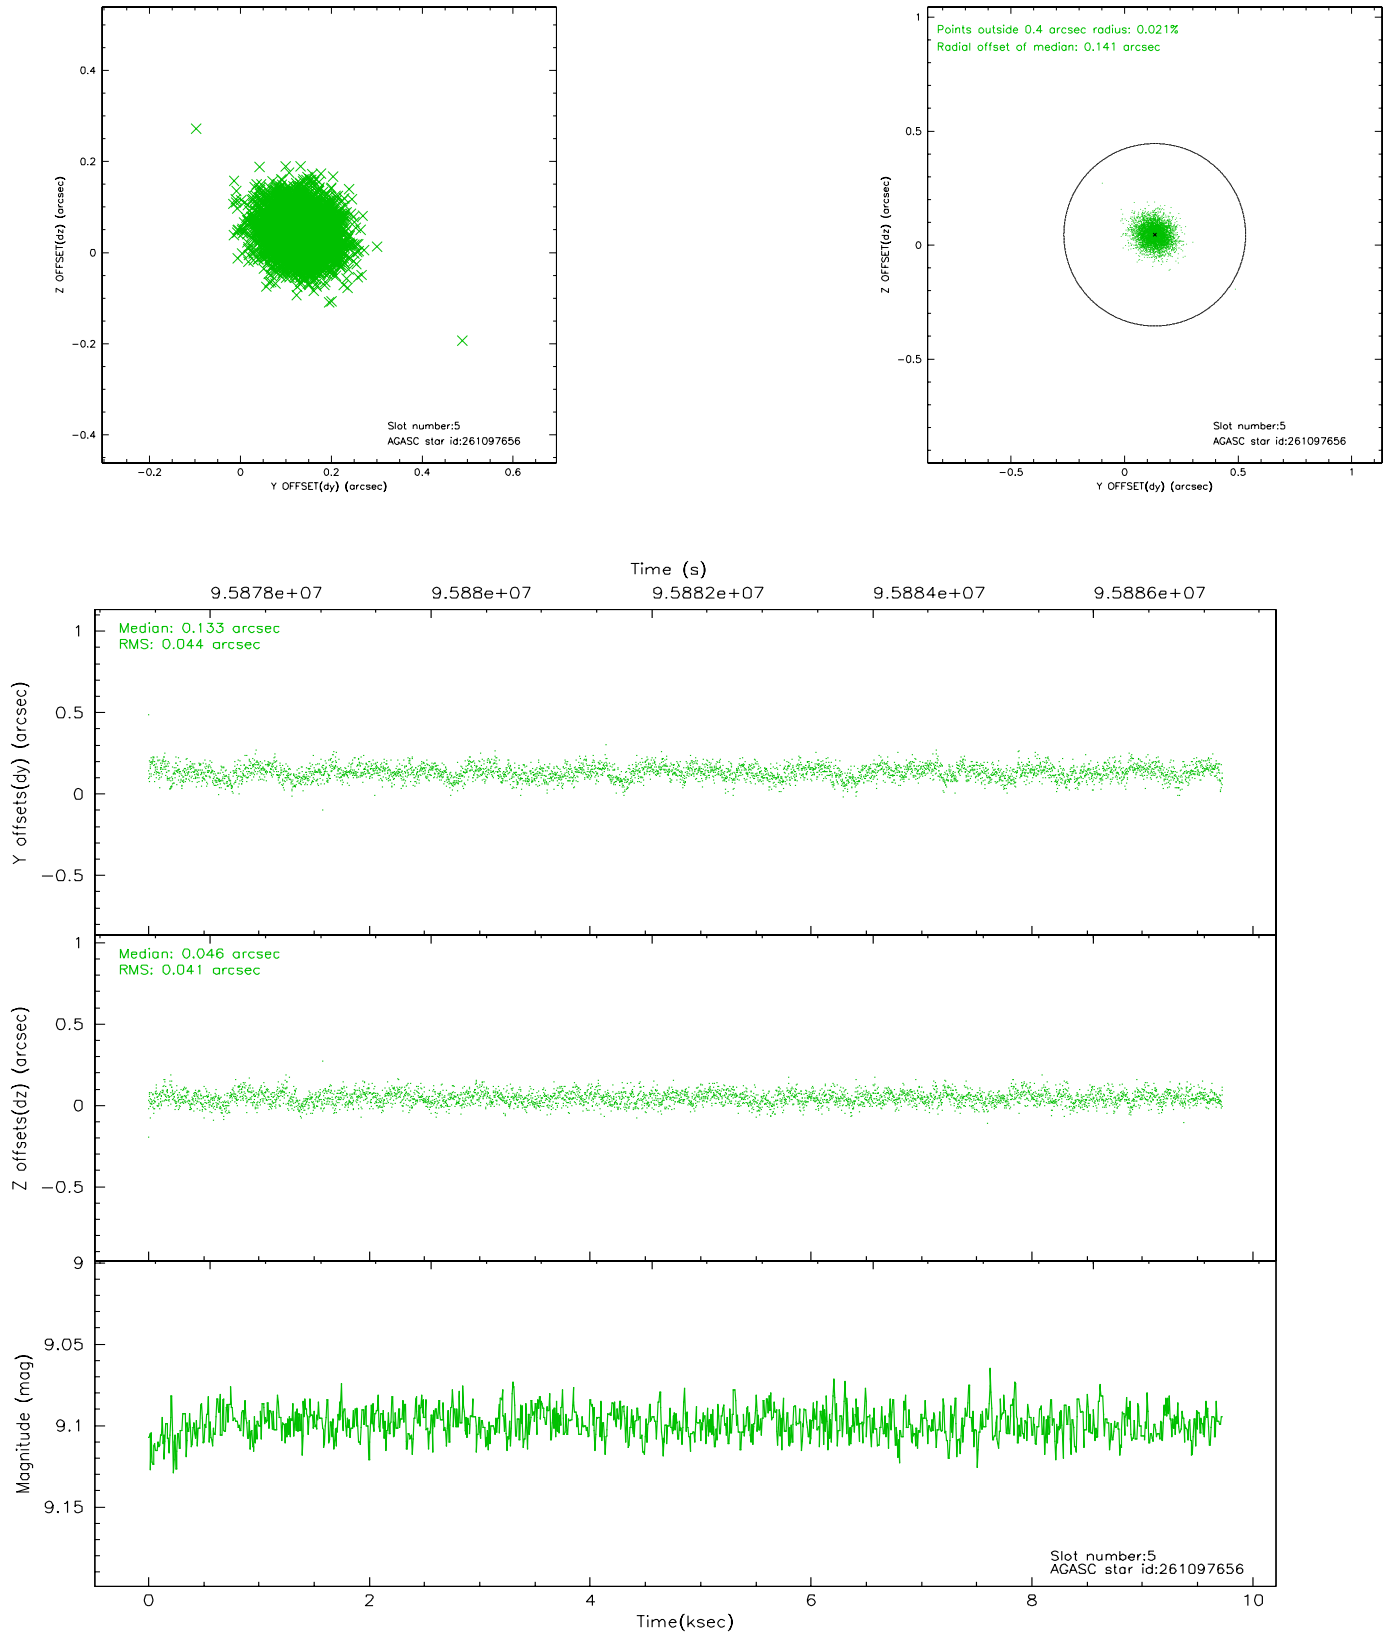 0.4
0.2
0
−0.2
−0.4
Z OFFSET(dz) (arcsec)
Slot number:5
AGASC star id:261097656
−0.2 0 0.2 0.4 0.6
Y OFFSET(dy) (arcsec)
Points outside 0.4 arcsec radius: 0.021%
Radial offset of median: 0.141 arcsec
1
0.5
0
−0.5
Z OFFSET(dz) (arcsec)
Slot number:5
AGASC star id:261097656
−0.5 0 0.5 1
Y OFFSET(dy) (arcsec)
Time (s)
9.5878e+07 9.588e+07 9.5882e+07 9.5884e+07 9.5886e+07
Median: 0.133 arcsec
RMS: 0.044 arcsec
1
0.5
0
−0.5
Y offsets(dy) (arcsec)
Median: 0.046 arcsec
RMS: 0.041 arcsec
1
0.5
0
−0.5
Z offsets(dz) (arcsec)
9
9.05
9.1
9.15
Magnitude (mag)
Slot number:5
AGASC star id:261097656
0 2 4 6 8 10
Time(ksec)